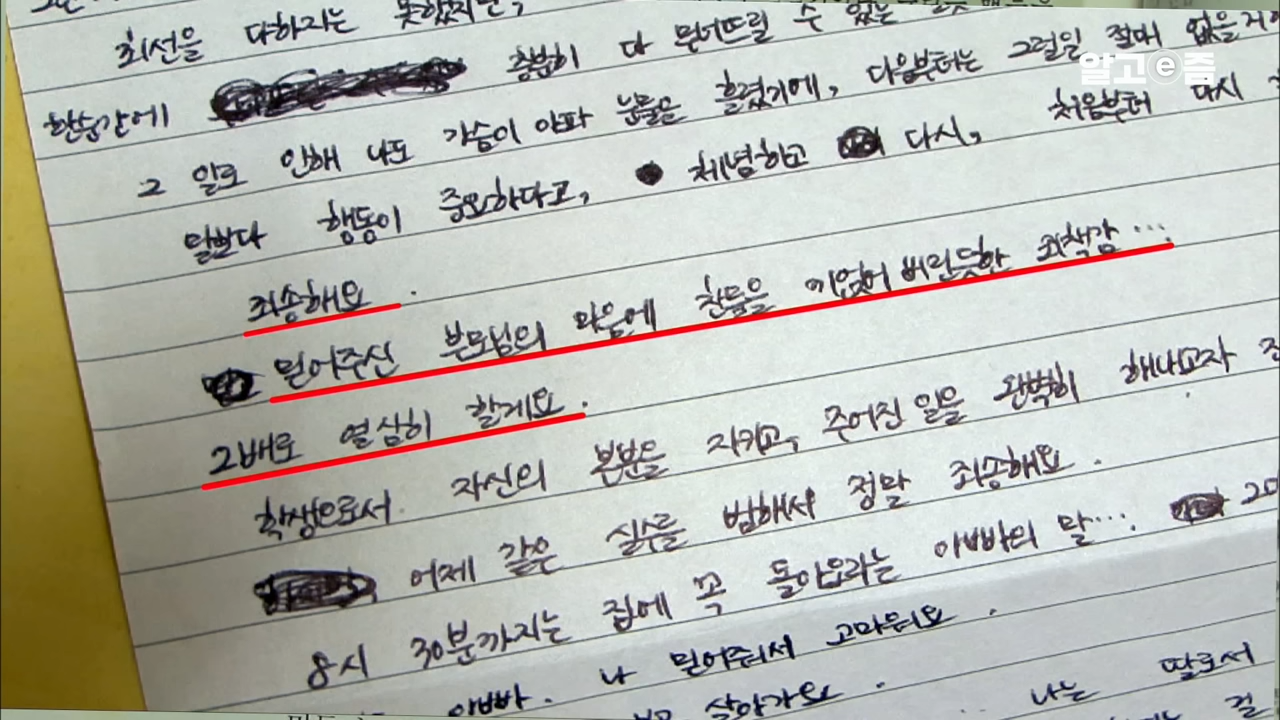 최선을 다하지는 못했지만,
한순간에 충분히 다 무너뜨릴 수 있는
그 일로 인해 나도 가슴이 아파 눈물을 흘렸기에, 다음부터는 그럴일 절대 없을거
말보다 행동이 중요하다고, 체념하고 다시, 처음부터 다시
죄송해요.
믿어주신 부모님의 마음에 찬물을 끼얹어 버린듯한 죄책감….
2배로 열심히 할게요.
학생으로서 자신의 본분을 지키고, 주어진 일을 완벽히 해내고자
어제 같은 실수를 범해서 정말 죄송해요.
8시 30분까지는 집에 꼭 돌아오라는 아빠의 말….
아빠. 나 믿어줘서 고마워요.
살아가요. 나는 딸로서
알고e즘